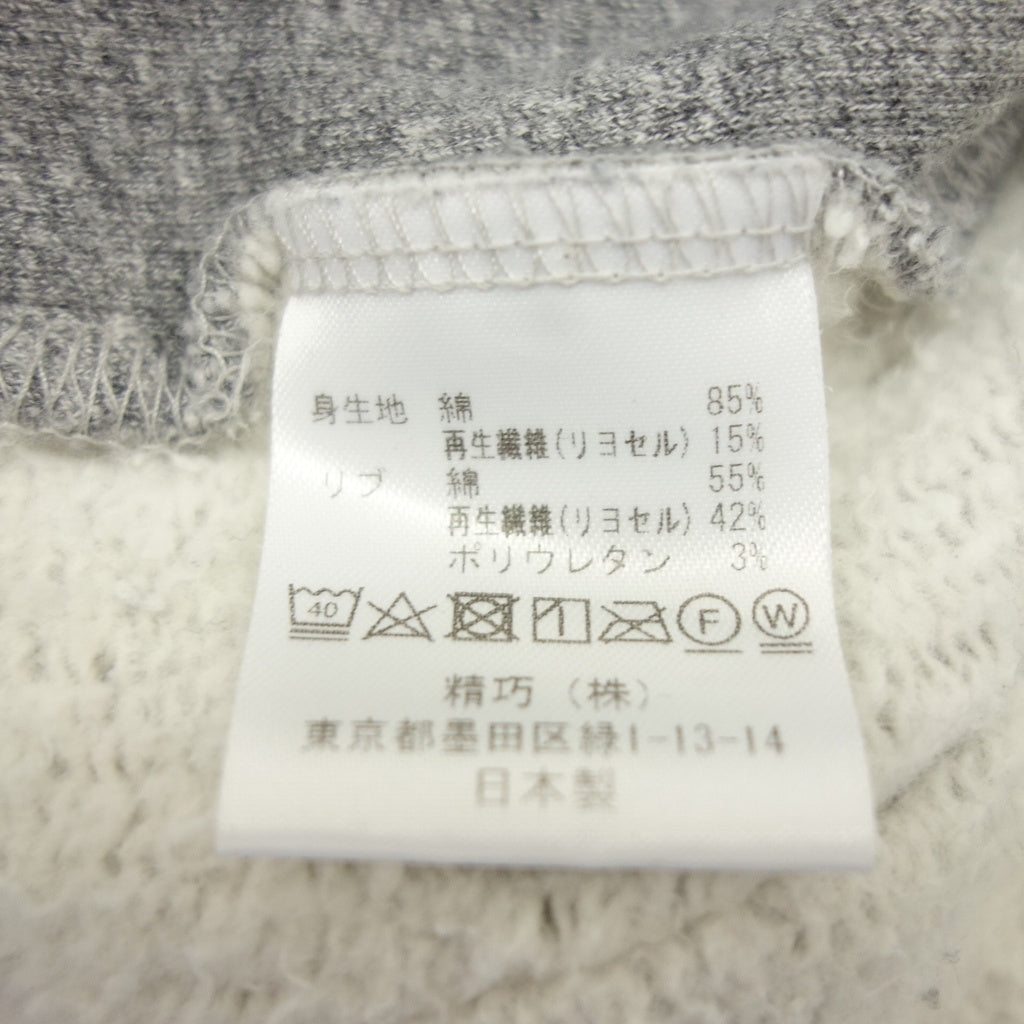 身生地 綿 85%
再生繊維(リヨセル) 15%
リブ 綿 55%
再生繊維(リヨセル) 42%
ポリウレタン 3%
40 F W
精巧(株)
東京都墨田区緑1-13-14
日本製